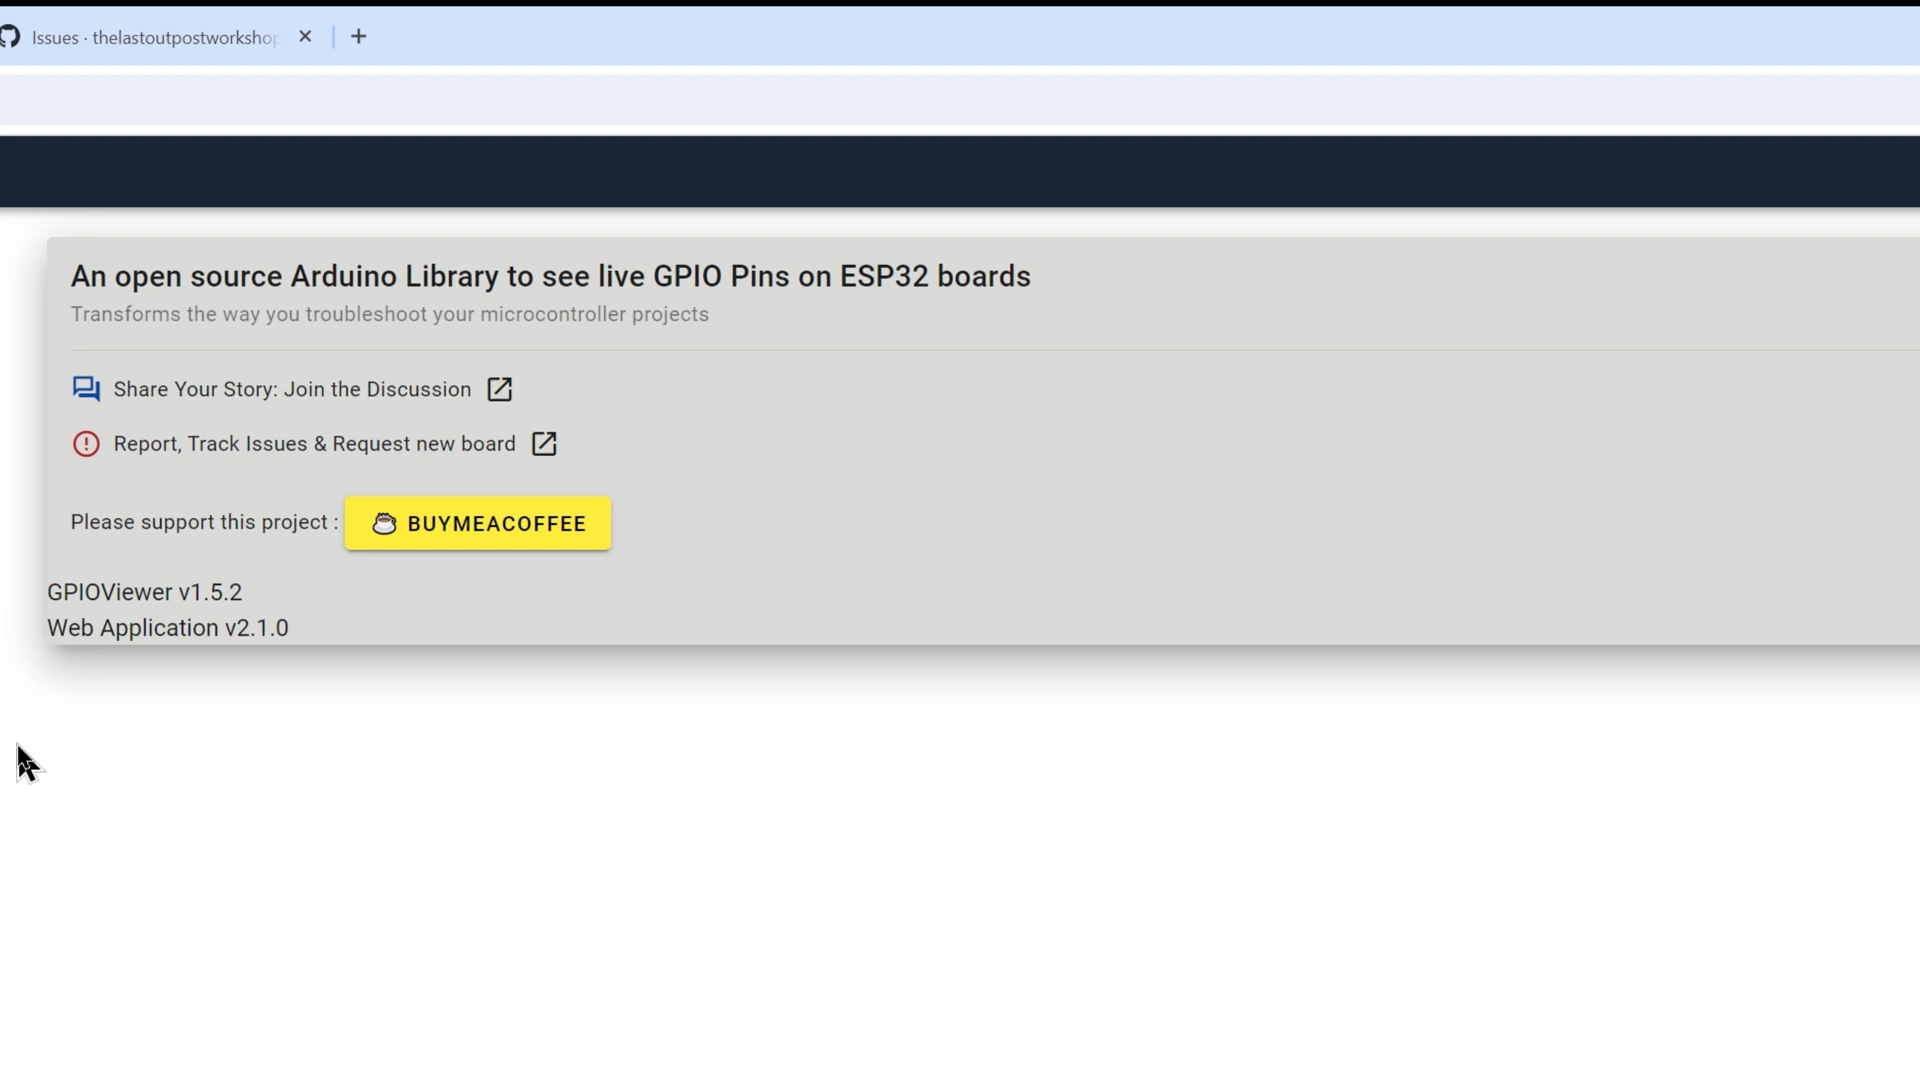 Issues · thelastoutpostworkshop
An open source Arduino Library to see live GPIO Pins on ESP32 boards
Transforms the way you troubleshoot your microcontroller projects
Share Your Story: Join the Discussion
Report, Track Issues & Request new board
Please support this project :
BUYMEACOFFEE
GPIOViewer v1.5.2
Web Application v2.1.0